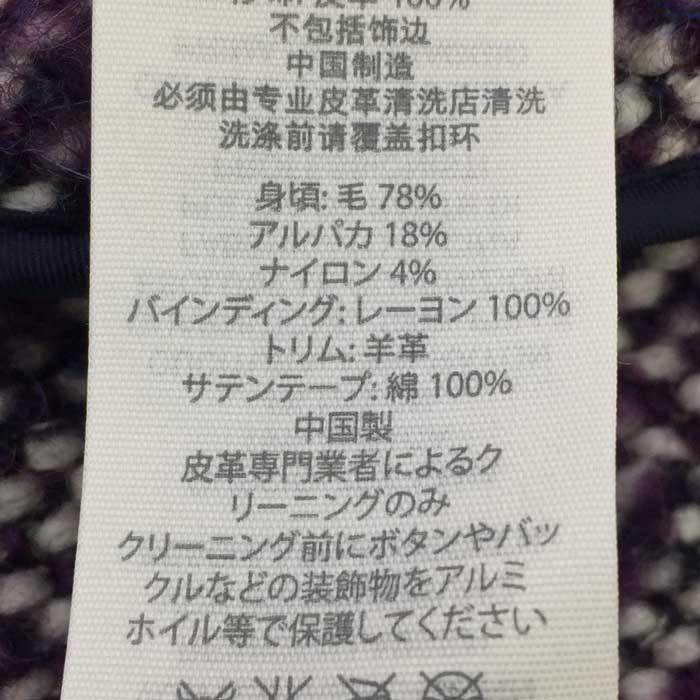 皮革 100%
不包括饰边
中国制造
必须由专业皮革清洗店清洗
洗涤前请覆盖扣环
身頃: 毛 78%
アルパカ 18%
ナイロン 4%
バインディング: レーヨン 100%
トリム: 羊革
サテンテープ: 綿 100%
中国製
皮革専門業者によるク
リーニングのみ
クリーニング前にボタンやバッ
クルなどの装飾物をアルミ
ホイル等で保護してください